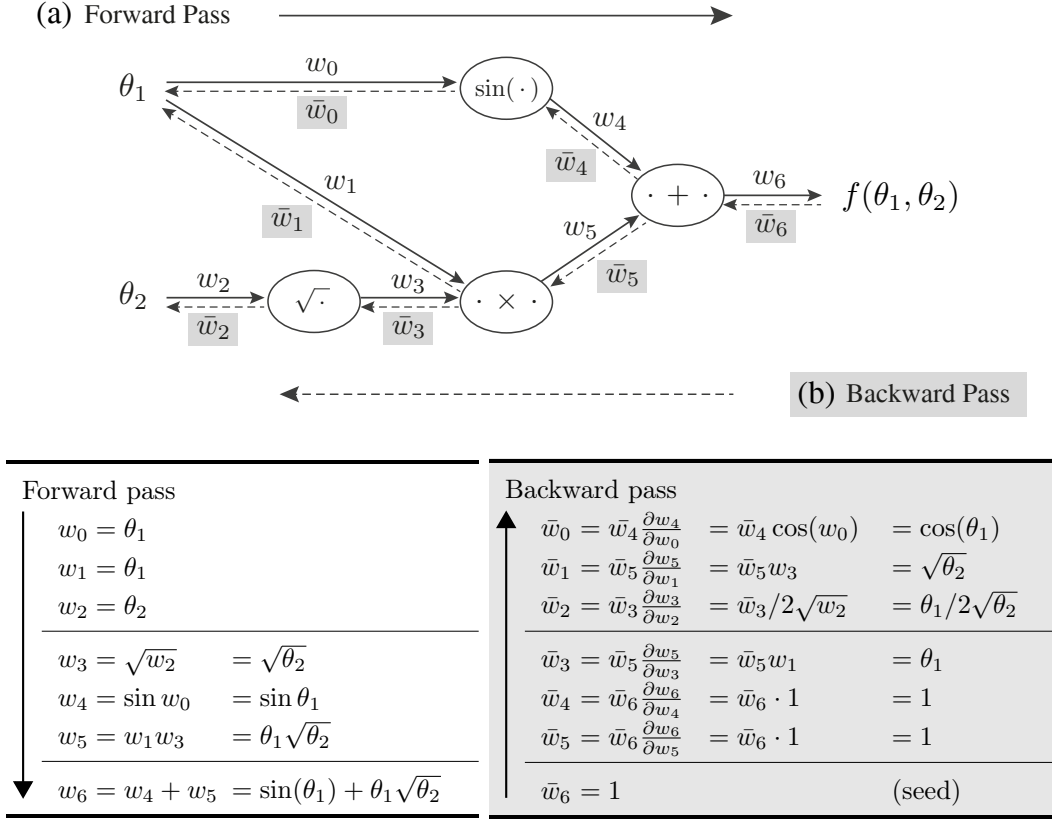 (a) Forward Pass
w₀
θ₁
sin( · )
w̄₀
w₄
w̄₄
w₁
w̄₁
· + ·
w₆
f(θ₁, θ₂)
w̄₆
w₅
w̄₅
w₂
w₃
θ₂
√·
· × ·
w̄₂
w̄₃
(b) Backward Pass
Forward pass
w₀ = θ₁
w₁ = θ₁
w₂ = θ₂
w₃ = √w₂ = √θ₂
w₄ = sin w₀ = sin θ₁
w₅ = w₁w₃ = θ₁√θ₂
w₆ = w₄ + w₅ = sin(θ₁) + θ₁√θ₂
Backward pass
w̄₀ = w̄₄ ∂w₄/∂w₀ = w̄₄ cos(w₀) = cos(θ₁)
w̄₁ = w̄₅ ∂w₅/∂w₁ = w̄₅w₃ = √θ₂
w̄₂ = w̄₃ ∂w₃/∂w₂ = w̄₃/2√w₂ = θ₁/2√θ₂
w̄₃ = w̄₅ ∂w₅/∂w₃ = w̄₅w₁ = θ₁
w̄₄ = w̄₆ ∂w₆/∂w₄ = w̄₆ · 1 = 1
w̄₅ = w̄₆ ∂w₆/∂w₅ = w̄₆ · 1 = 1
w̄₆ = 1 (seed)